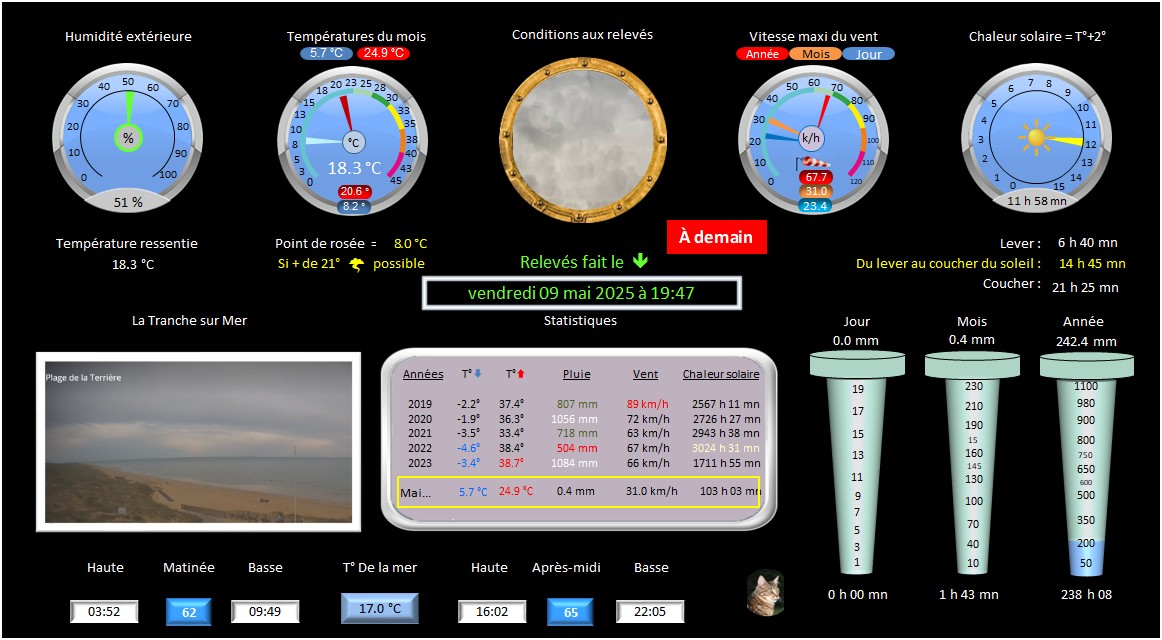 Humidité extérieure
Températures du mois
Conditions aux relevés
Vitesse maxi du vent
Chaleur solaire = T°+2°
5.7 °C 24.9 °C
Année Mois Jour
0 10 20 30 40 50 60 70 80 90 100
%
51 %
0 3 5 8 10 13 15 18 20 23 25 28 30 33 35 38 40 43 45
°C
18.3 °C
20.6 °
8.2 °
0 10 20 30 40 50 60 70 80 90 100 110 120
k/h
67.7
31.0
23.4
0 1 2 3 4 5 6 7 8 9 10 11 12 13 14 15
11 h 58 mn
Température ressentie
18.3 °C
Point de rosée = 8.0 °C
Si + de 21° possible
À demain
Relevés fait le
vendredi 09 mai 2025 à 19:47
Lever : 6 h 40 mn
Du lever au coucher du soleil : 14 h 45 mn
Coucher : 21 h 25 mn
La Tranche sur Mer
Plage de la Terrière
Statistiques
Années T° T° Pluie Vent Chaleur solaire
2019 -2.2° 37.4° 807 mm 89 km/h 2567 h 11 mn
2020 -1.9° 36.3° 1056 mm 72 km/h 2726 h 27 mn
2021 -3.5° 33.4° 718 mm 63 km/h 2943 h 38 mn
2022 -4.6° 38.4° 504 mm 67 km/h 3024 h 31 mn
2023 -3.4° 38.7° 1084 mm 66 km/h 1711 h 55 mn
Mai... 5.7 °C 24.9 °C 0.4 mm 31.0 km/h 103 h 03 mn
Jour
0.0 mm
19
17
15
13
11
9
7
5
3
1
0 h 00 mn
Mois
0.4 mm
230
210
190
15
160
145
130
100
70
40
10
1 h 43 mn
Année
242.4 mm
1100
980
900
800
750
650
600
500
350
200
50
238 h 08
Haute Matinée Basse T° De la mer Haute Après-midi Basse
03:52 62 09:49 17.0 °C 16:02 65 22:05